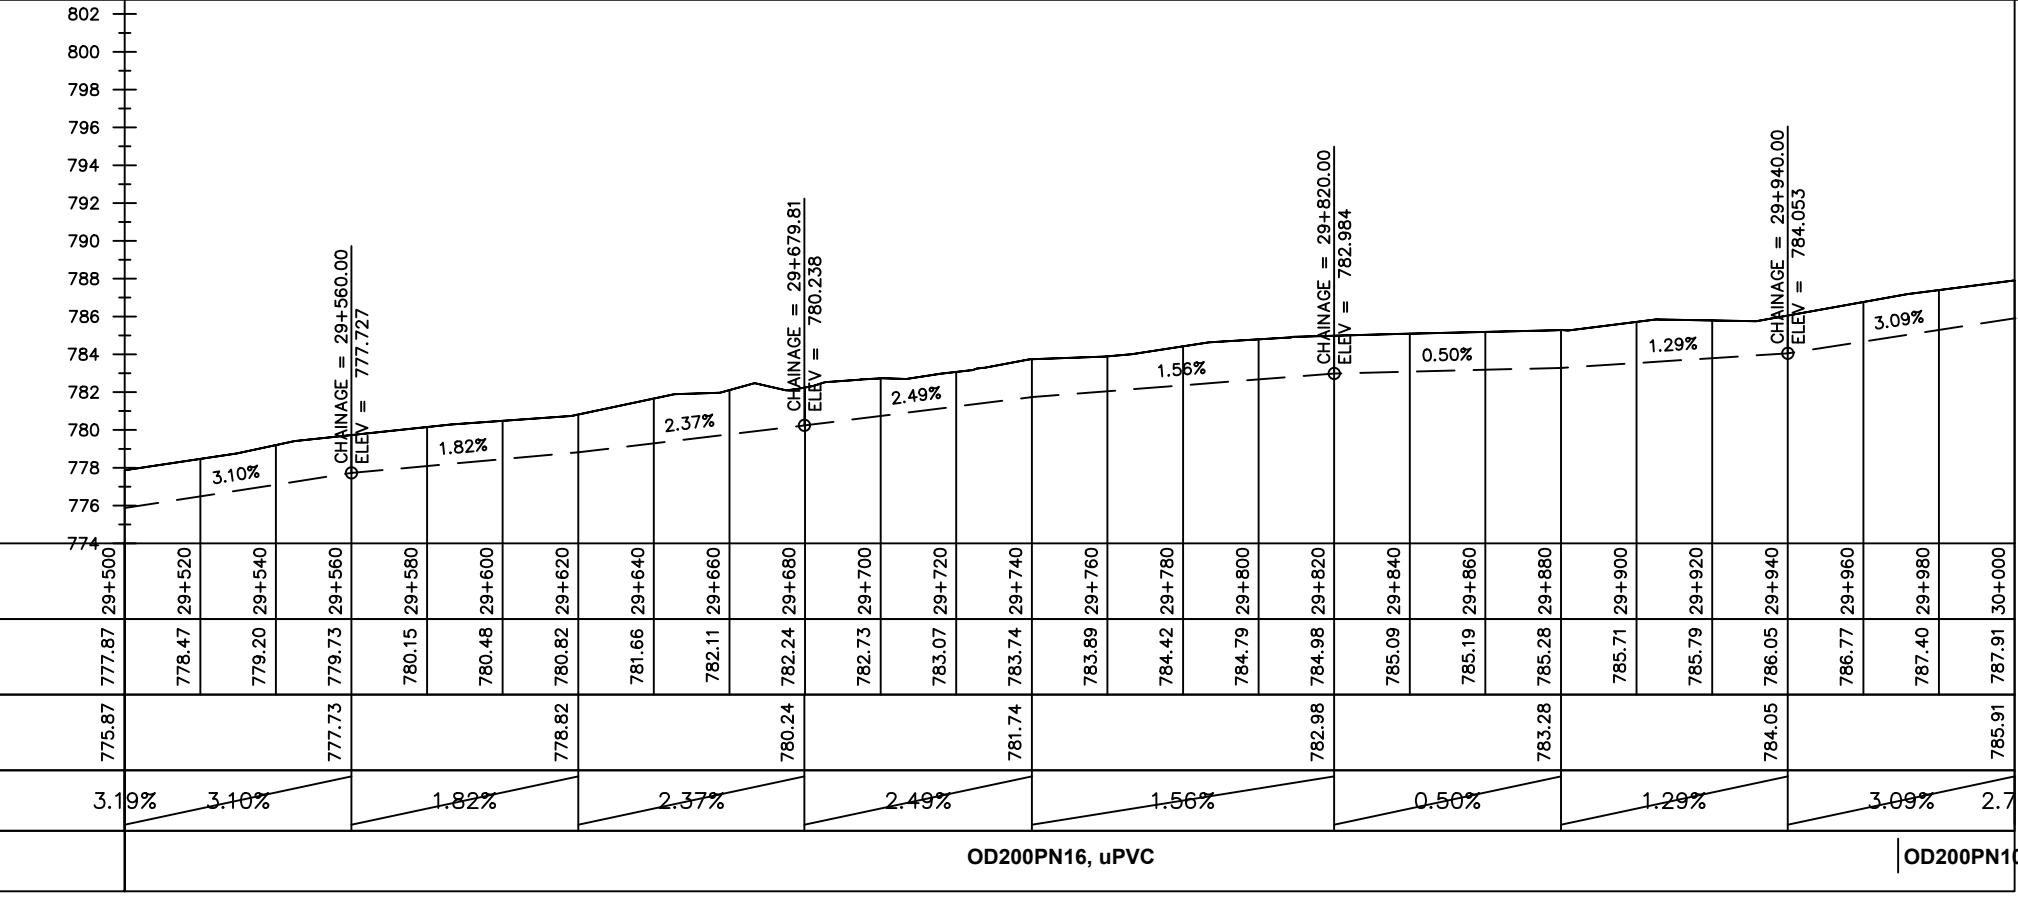 802
800
798
796
794
792
790
788
786
784
782
780
778
776
774
CHAINAGE = 29+560.00
ELEV = 777.727
CHAINAGE = 29+679.81
ELEV = 780.238
CHAINAGE = 29+820.00
ELEV = 782.984
CHAINAGE = 29+940.00
ELEV = 784.053
3.10%
1.82%
2.37%
2.49%
1.56%
0.50%
1.29%
3.09%
29+500 29+520 29+540 29+560 29+580 29+600 29+620 29+640 29+660 29+680 29+700 29+720 29+740 29+760 29+780 29+800 29+820 29+840 29+860 29+880 29+900 29+920 29+940 29+960 29+980 30+000
777.87 778.47 779.20 779.73 780.15 780.48 780.82 781.66 782.11 782.24 782.73 783.07 783.74 783.89 784.42 784.79 784.98 785.09 785.19 785.28 785.71 785.79 786.05 786.77 787.40 787.91
775.87 777.73 778.82 780.24 781.74 782.98 783.28 784.05 785.91
3.19% 3.10% 1.82% 2.37% 2.49% 1.56% 0.50% 1.29% 3.09% 2.7
OD200PN16, uPVC OD200PN10